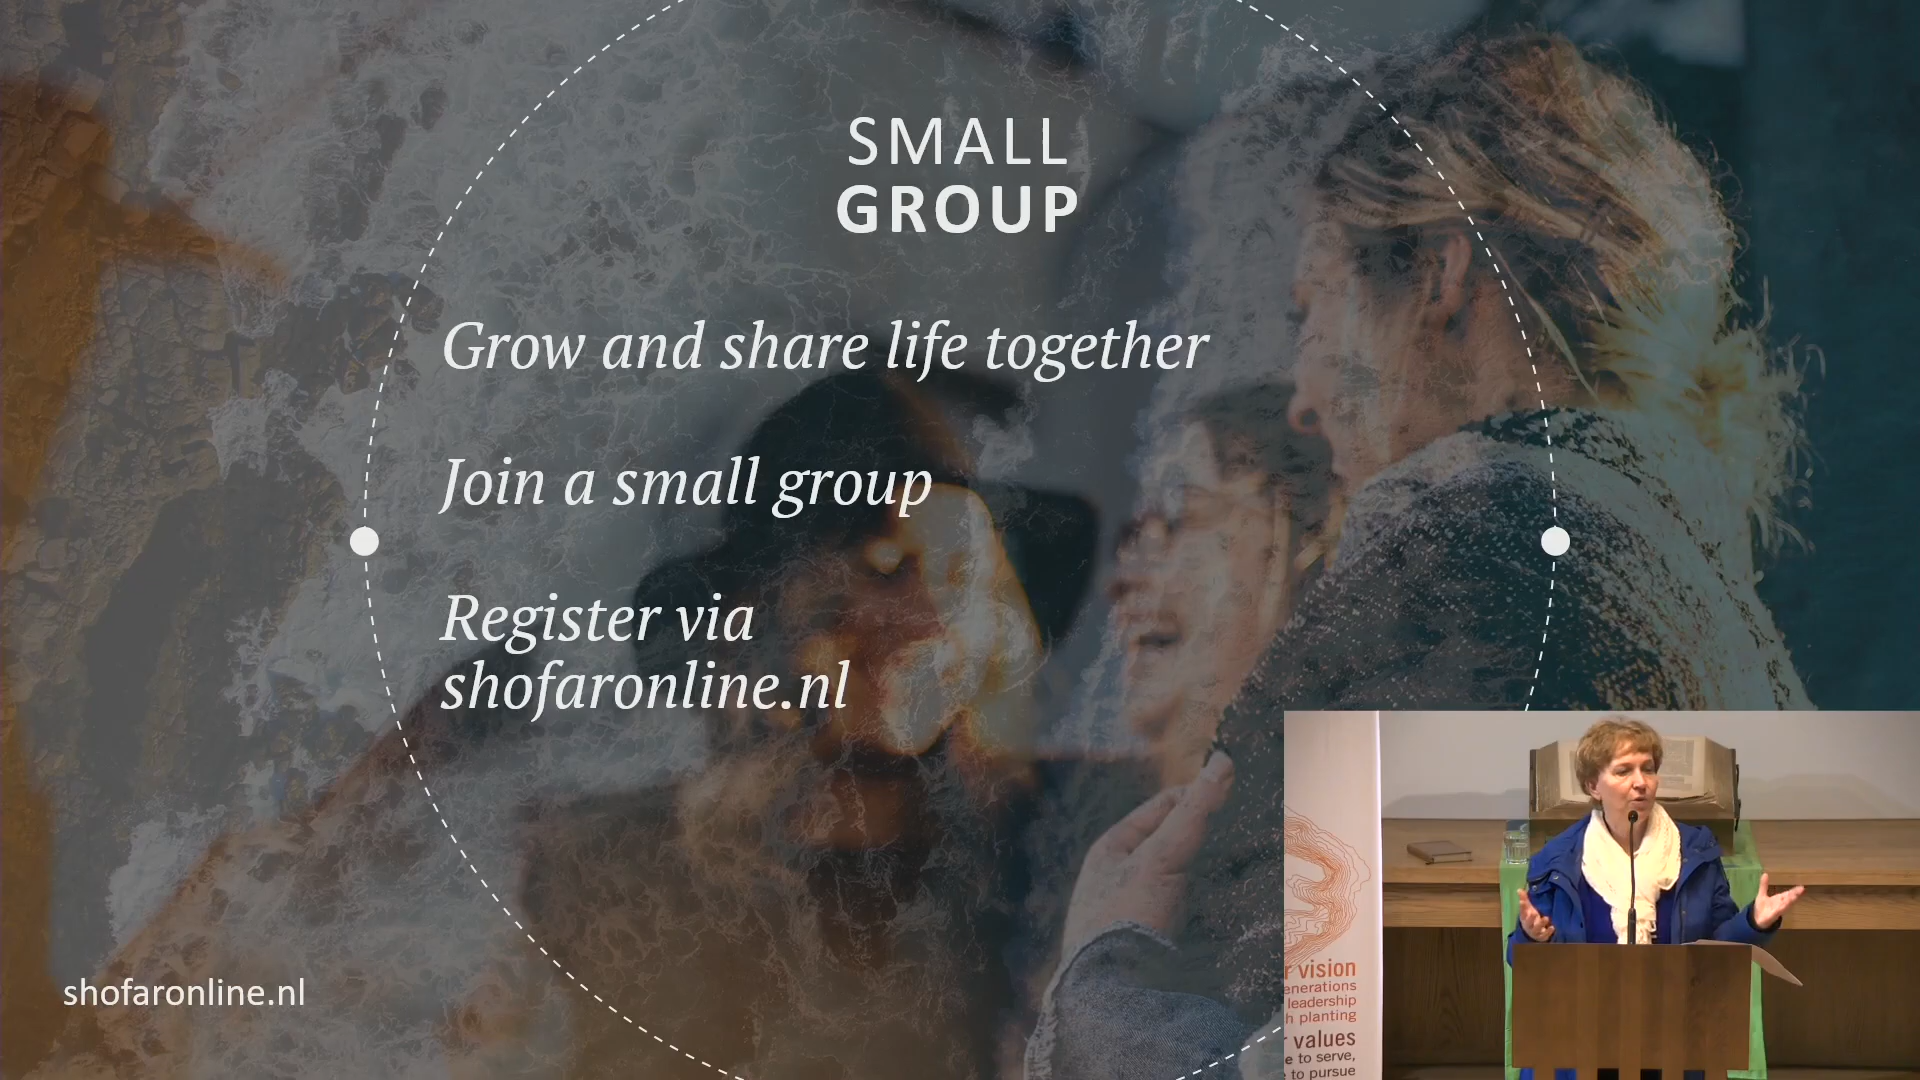 SMALL
GROUP
Grow and share life together
Join a small group
Register via
shofaronline.nl
shofaronline.nl
vision
leadership
planting
values
to serve,
to pursue